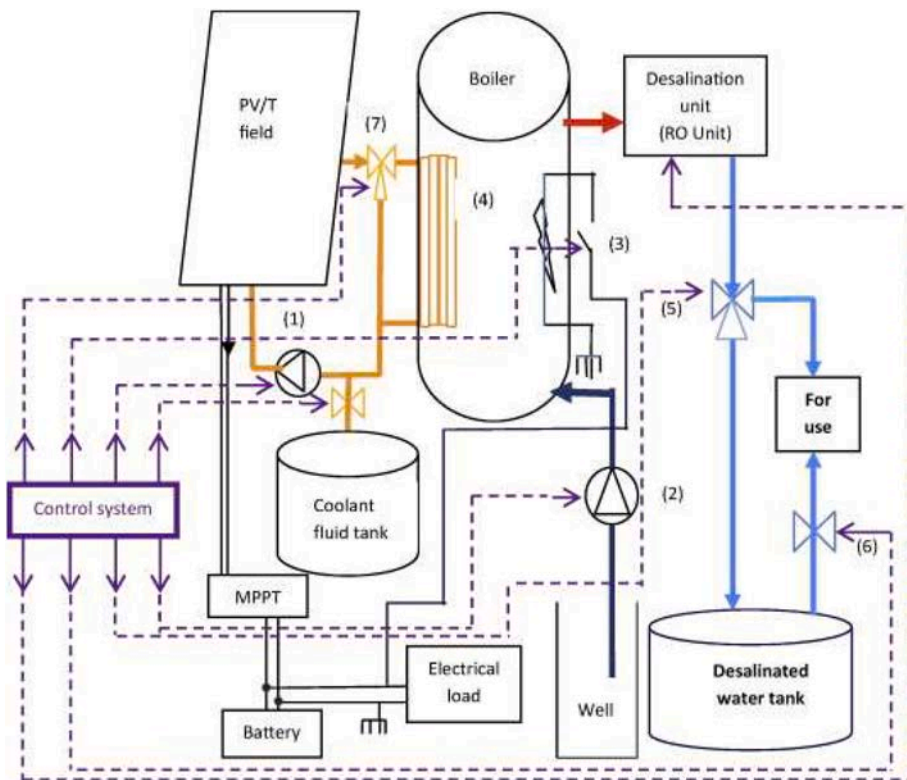 PV/T
field
(7)
Boiler
Desalination
unit
(RO Unit)
(4)
(3)
(5)
(1)
For
use
Control system
Coolant
fluid tank
(2)
(6)
MPPT
Electrical
load
Battery
Well
Desalinated
water tank